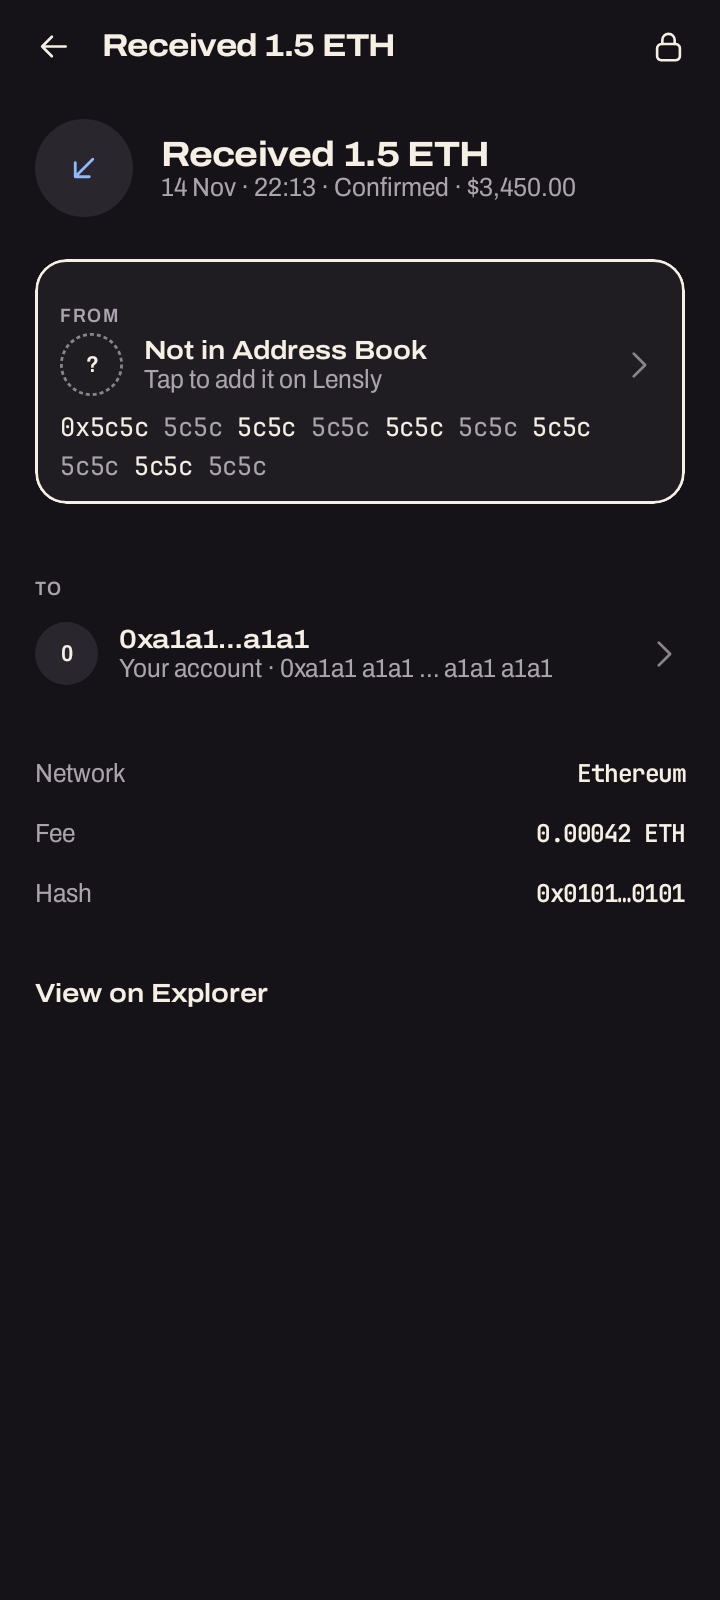 Received 1.5 ETH
Received 1.5 ETH
14 Nov · 22:13 · Confirmed · $3,450.00
FROM
?
Not in Address Book
Tap to add it on Lensly
0x5c5c 5c5c 5c5c 5c5c 5c5c 5c5c 5c5c
5c5c 5c5c 5c5c
TO
0
0xa1a1…a1a1
Your account · 0xa1a1 a1a1 … a1a1 a1a1
Network
Ethereum
Fee
0.00042 ETH
Hash
0x0101…0101
View on Explorer